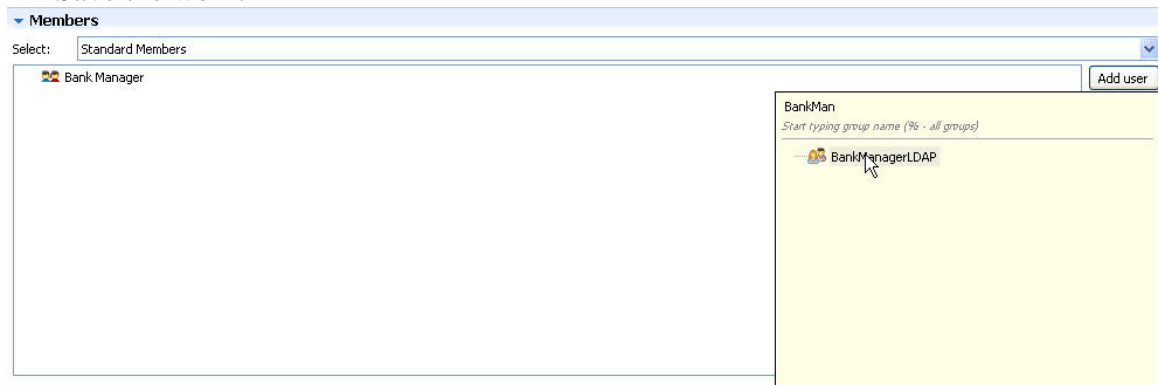 Members
Select: Standard Members
Bank Manager
Add user
BankMan
Start typing group name (% - all groups)
BankManagerLDAP